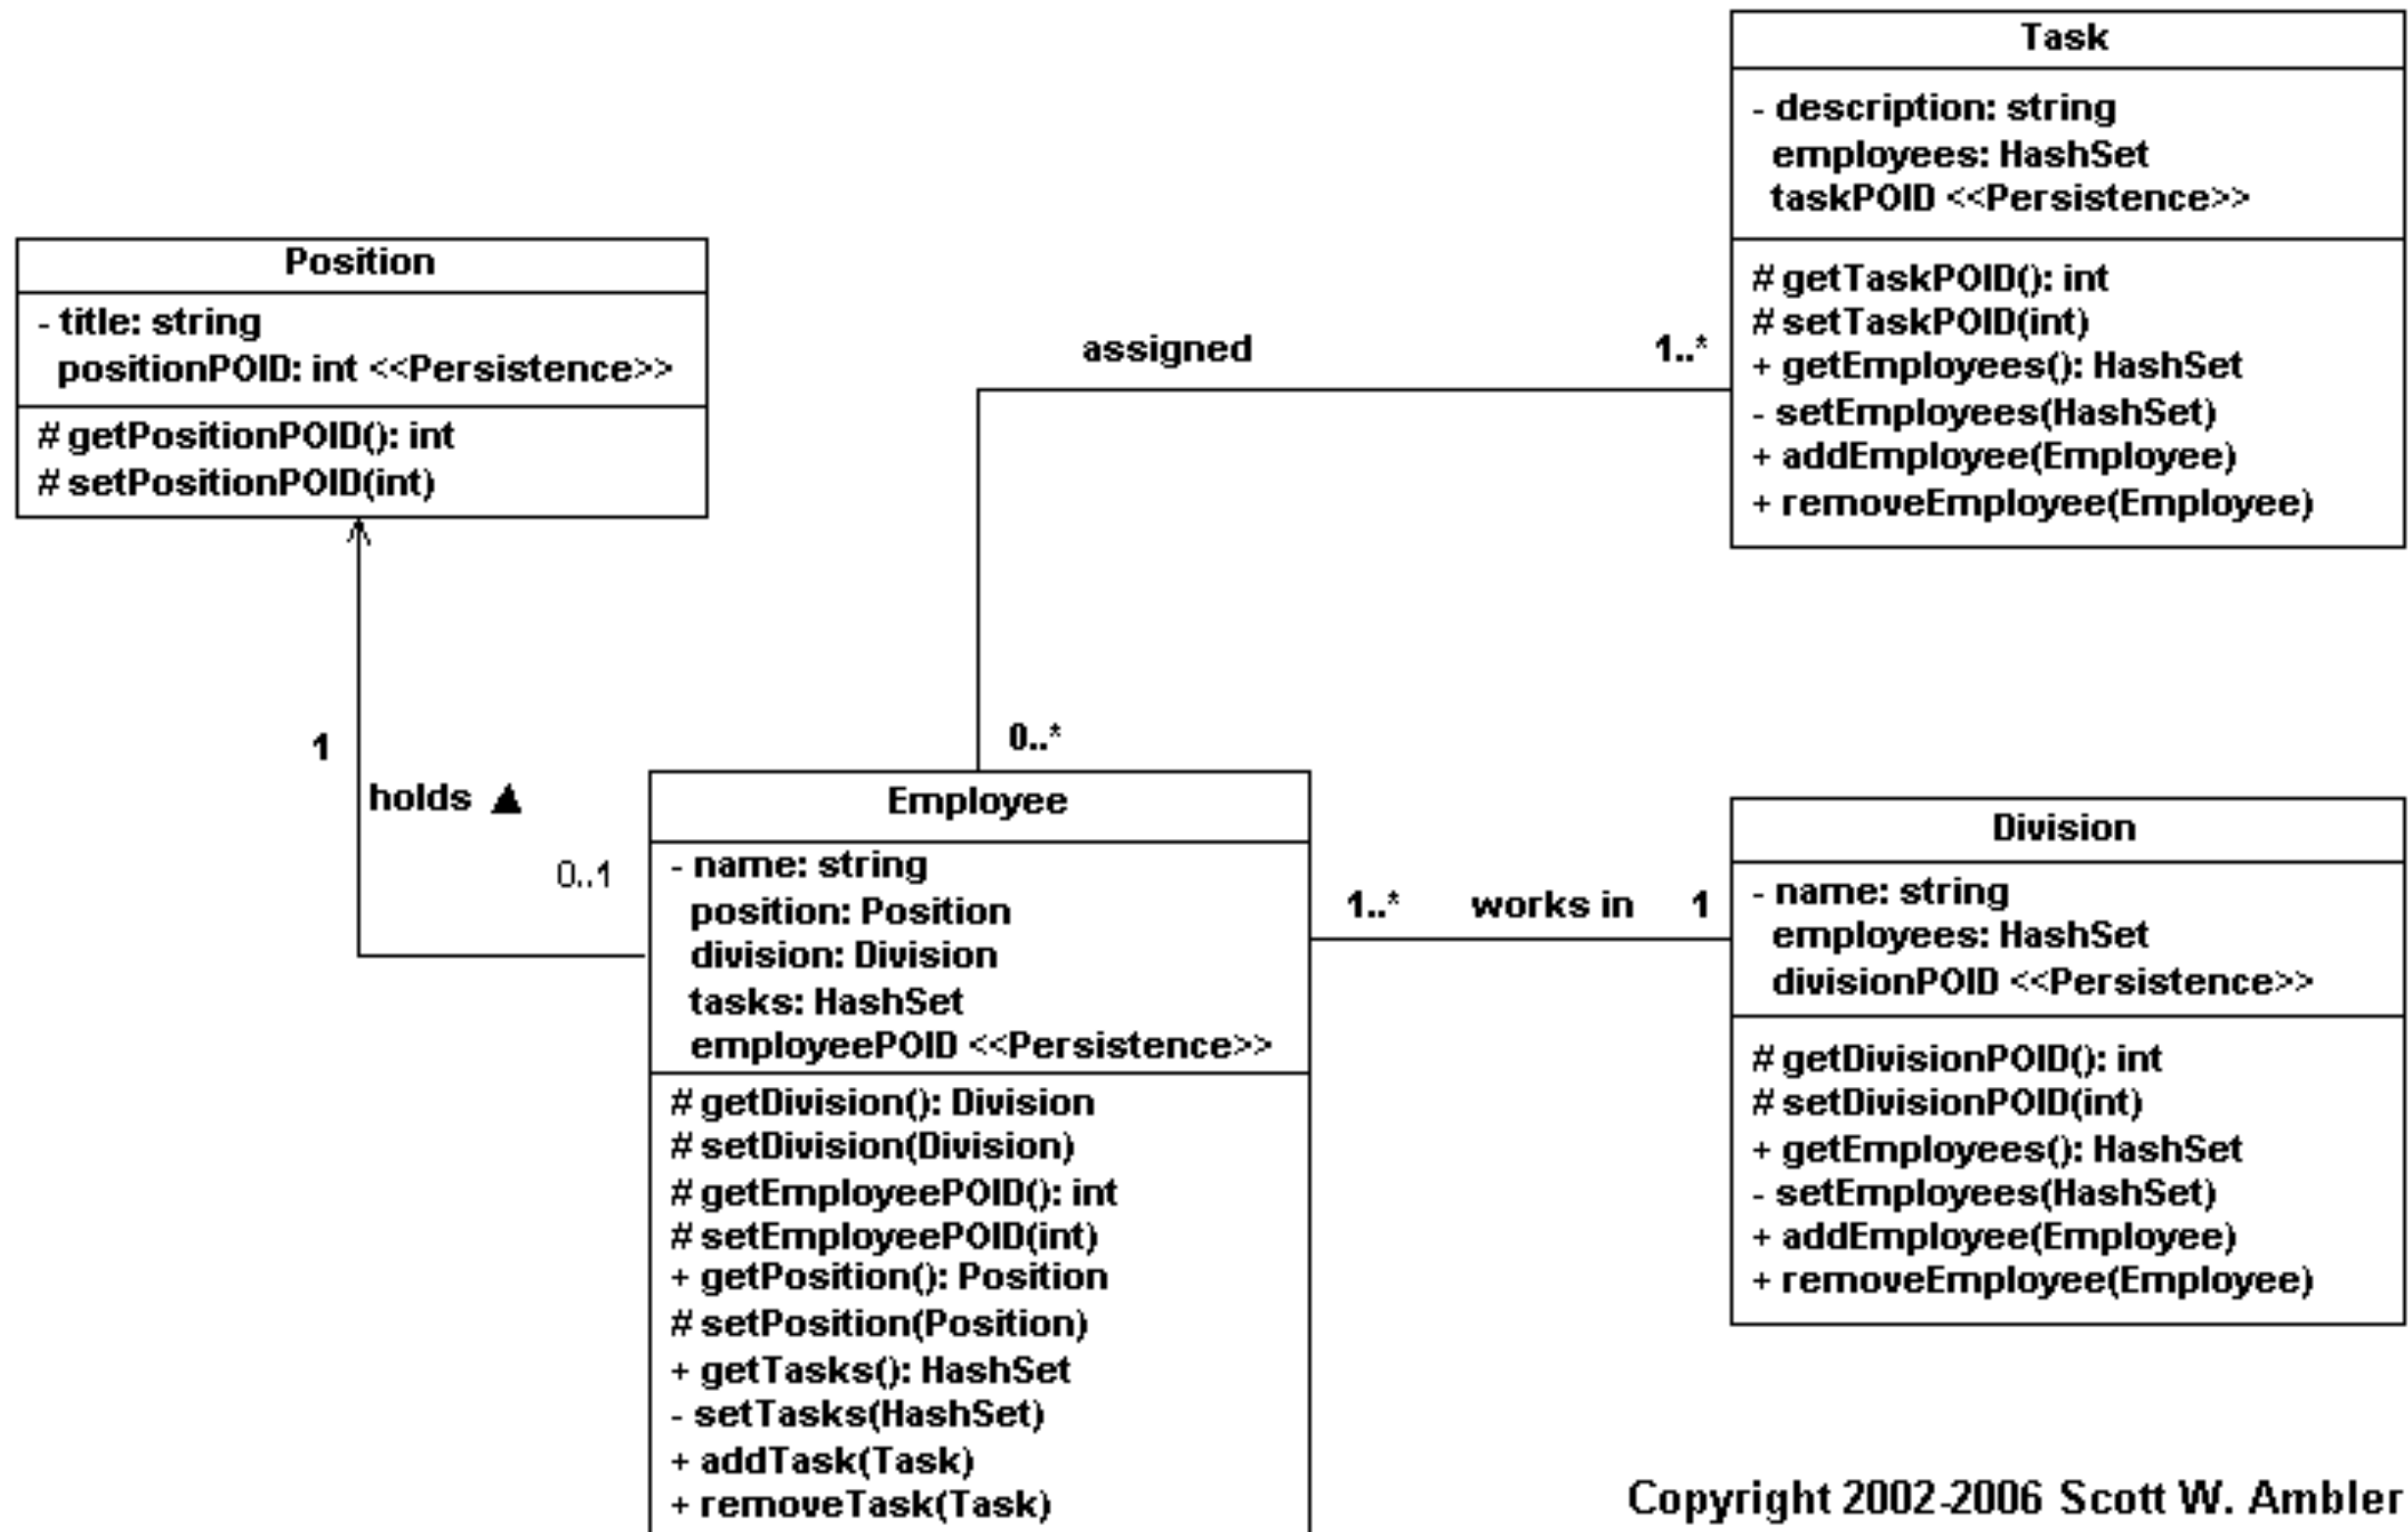 Task
- description: string
employees: HashSet
taskPOID <<Persistence>>
# getTaskPOID(): int
# setTaskPOID(int)
+ getEmployees(): HashSet
- setEmployees(HashSet)
+ addEmployee(Employee)
+ removeEmployee(Employee)
Position
- title: string
positionPOID: int <<Persistence>>
# getPositionPOID(): int
# setPositionPOID(int)
assigned
1..*
0..*
1
holds ▲
0..1
Employee
- name: string
position: Position
division: Division
tasks: HashSet
employeePOID <<Persistence>>
# getDivision(): Division
# setDivision(Division)
# getEmployeePOID(): int
# setEmployeePOID(int)
+ getPosition(): Position
# setPosition(Position)
+ getTasks(): HashSet
- setTasks(HashSet)
+ addTask(Task)
+ removeTask(Task)
1..* works in 1
Division
- name: string
employees: HashSet
divisionPOID <<Persistence>>
# getDivisionPOID(): int
# setDivisionPOID(int)
+ getEmployees(): HashSet
- setEmployees(HashSet)
+ addEmployee(Employee)
+ removeEmployee(Employee)
Copyright 2002-2006 Scott W. Ambler